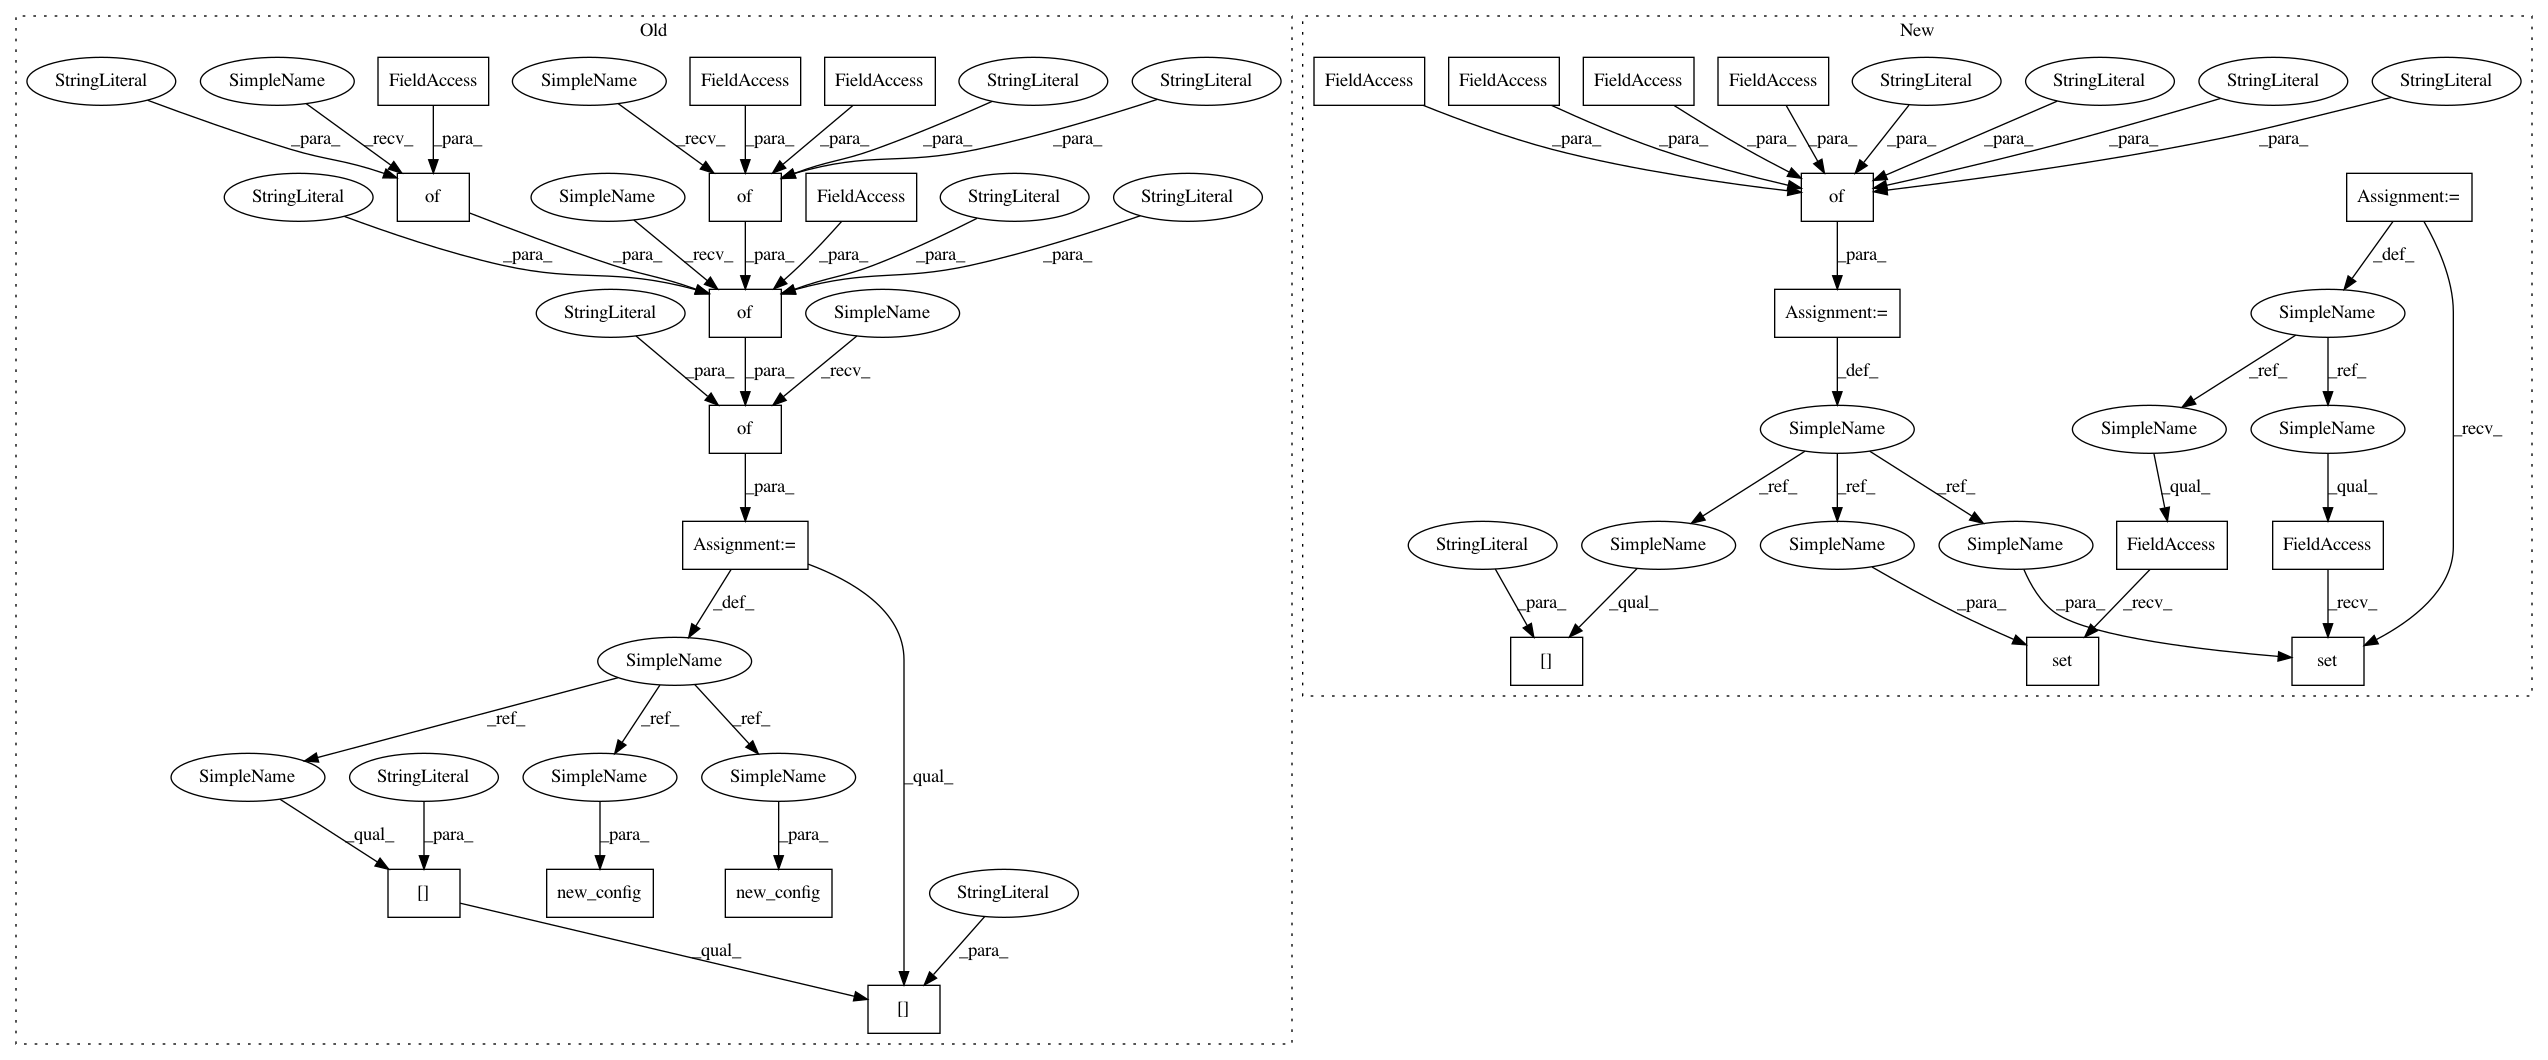 Old
New
StringLiteral SimpleName FieldAccess SimpleName FieldAccess FieldAccess StringLiteral StringLiteral
FieldAccess FieldAccess FieldAccess FieldAccess StringLiteral StringLiteral StringLiteral StringLiteral
_para_ _recv_ _para_ _recv_ _para_ _para_ _para_ _para_
_para_ _para_ _para_ _para_ _para_ _para_ _para_ _para_
StringLiteral of SimpleName of FieldAccess StringLiteral StringLiteral
of Assignment:=
_para_ _para_ _recv_ _para_ _para_ _para_ _para_
_para_ _def_
StringLiteral of SimpleName
Assignment:= SimpleName
_para_ _para_ _recv_
_def_ _ref_ _ref_
of
SimpleName SimpleName SimpleName _recv_
_para_
_ref_ _ref_ _ref_ _qual_ _qual_
Assignment:=
StringLiteral SimpleName SimpleName SimpleName FieldAccess FieldAccess
_def_
_para_ _qual_ _para_ _para_ _recv_ _recv_
SimpleName
[] set set
_ref_ _ref_ _ref_
SimpleName StringLiteral SimpleName SimpleName _qual_
_qual_ _para_ _para_ _para_
[] new_config new_config StringLiteral
_qual_ _para_
[]